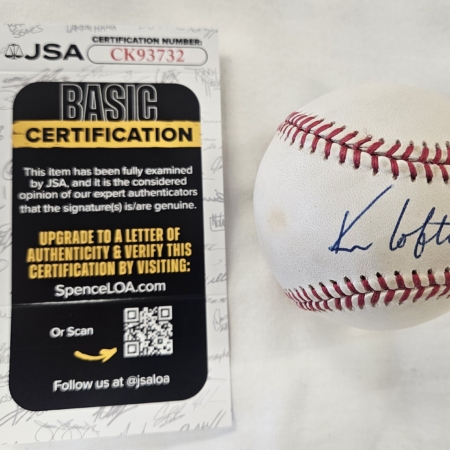 JSA
CERTIFICATION NUMBER:
CK93732
BASIC
CERTIFICATION
This item has been fully examined
by JSA, and it is the considered
opinion of our expert authenticators
that the signature(s) is/are genuine.
UPGRADE TO A LETTER OF
AUTHENTICITY & VERIFY THIS
CERTIFICATION BY VISITING:
SpenceLOA.com
Or Scan
Follow us at @jsaloa